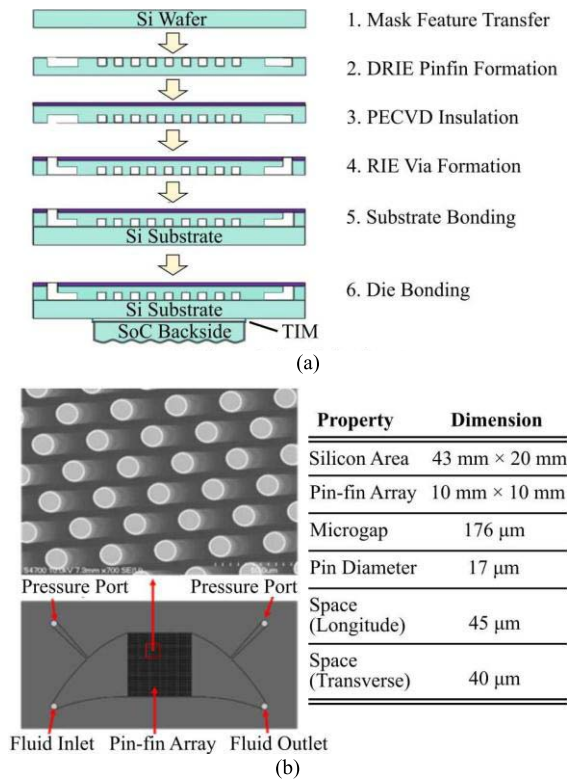 Si Wafer
1. Mask Feature Transfer
2. DRIE Pinfin Formation
3. PECVD Insulation
4. RIE Via Formation
5. Substrate Bonding
Si Substrate
6. Die Bonding
Si Substrate
SoC Backside
TIM
(a)
Pressure Port
Pressure Port
Fluid Inlet
Pin-fin Array
Fluid Outlet
Property Dimension
Silicon Area 43 mm × 20 mm
Pin-fin Array 10 mm × 10 mm
Microgap 176 μm
Pin Diameter 17 μm
Space
(Longitude) 45 μm
Space
(Transverse) 40 μm
(b)